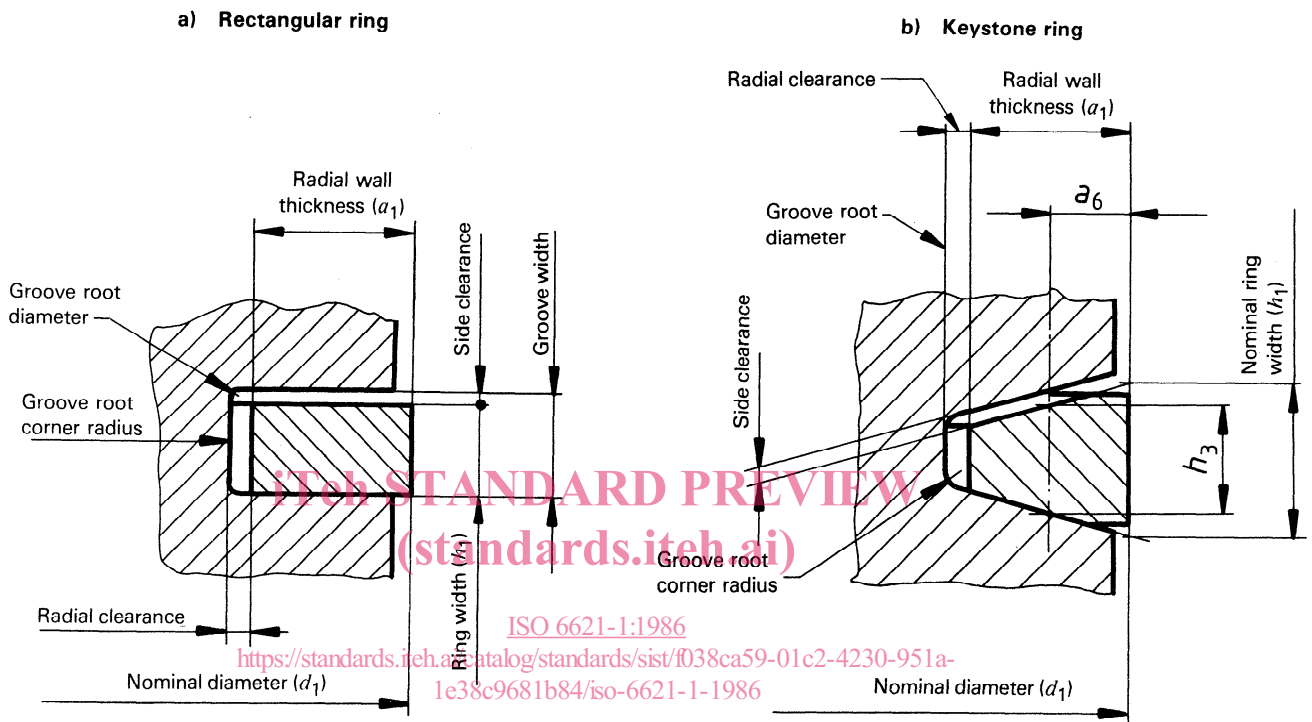 a) Rectangular ring
Radial wall
thickness (a1)
Side clearance
Groove width
Groove root
diameter
Groove root
corner radius
Ring width (h1)
Radial clearance
Nominal diameter (d1)
b) Keystone ring
Radial clearance
Radial wall
thickness (a1)
a6
Groove root
diameter
Side clearance
Nominal ring
width (h1)
h3
Groove root
corner radius
Nominal diameter (d1)
iTeh STANDARD PREVIEW
(standards.iteh.ai)
ISO 6621-1:1986
https://standards.iteh.ai/catalog/standards/sist/f038ca59-01c2-4230-951a-
1e38c9681b84/iso-6621-1-1986